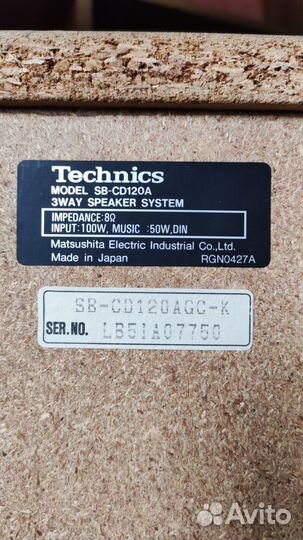 Technics
MODEL SB-CD120A
3WAY SPEAKER SYSTEM
IMPEDANCE:8Ω
INPUT:100W, MUSIC :50W,DIN
Matsushita Electric Industrial Co.,Ltd.
Made in Japan RGN0427A
SB-CD120AGC-K
SER.NO. LB51A07750
Avito